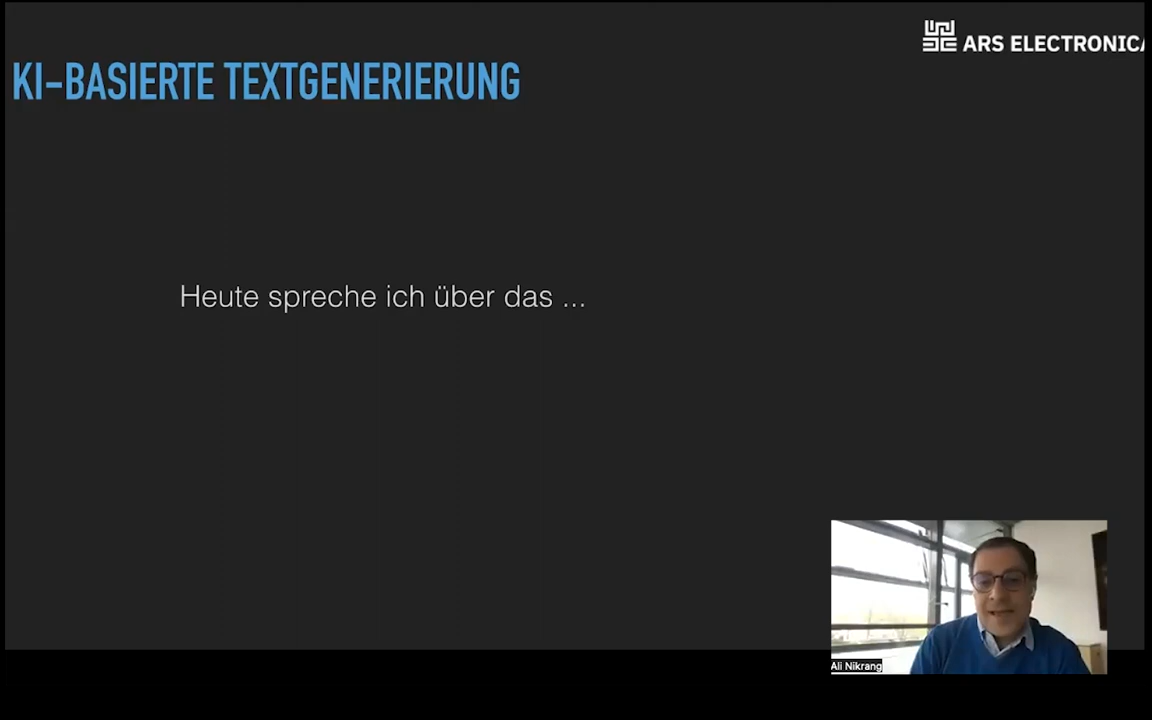 ARS ELECTRONICA
KI-BASIERTE TEXTGENERIERUNG
Heute spreche ich über das ...
Ali Nikrang